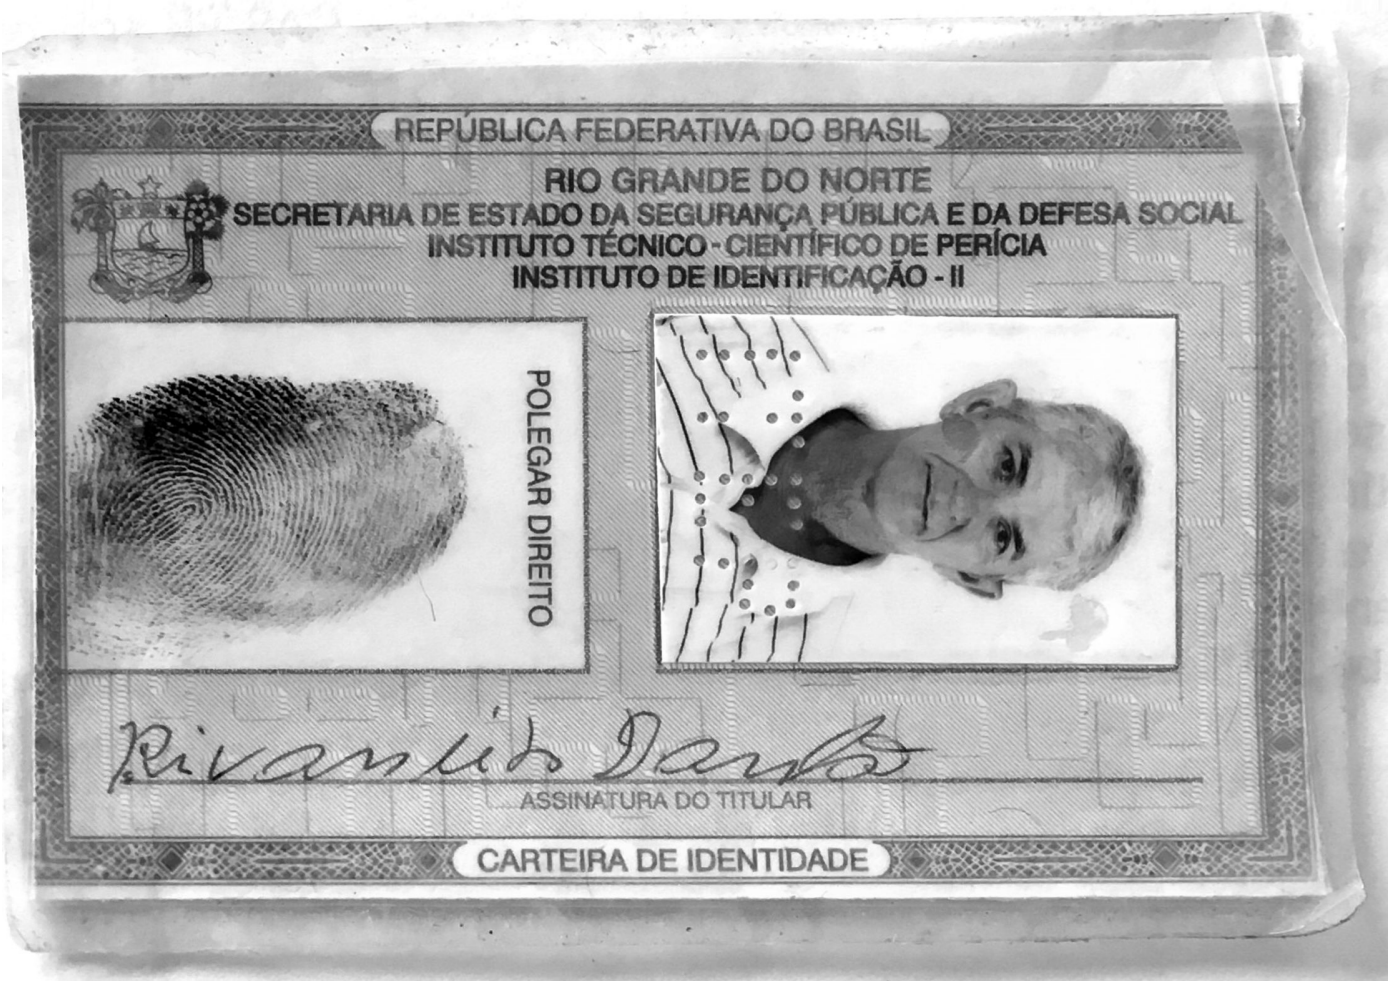 REPÚBLICA FEDERATIVA DO BRASIL
RIO GRANDE DO NORTE
SECRETARIA DE ESTADO DA SEGURANÇA PÚBLICA E DA DEFESA SOCIAL
INSTITUTO TÉCNICO-CIENTÍFICO DE PERÍCIA
INSTITUTO DE IDENTIFICAÇÃO - II
POLEGAR DIREITO
ASSINATURA DO TITULAR
CARTEIRA DE IDENTIDADE